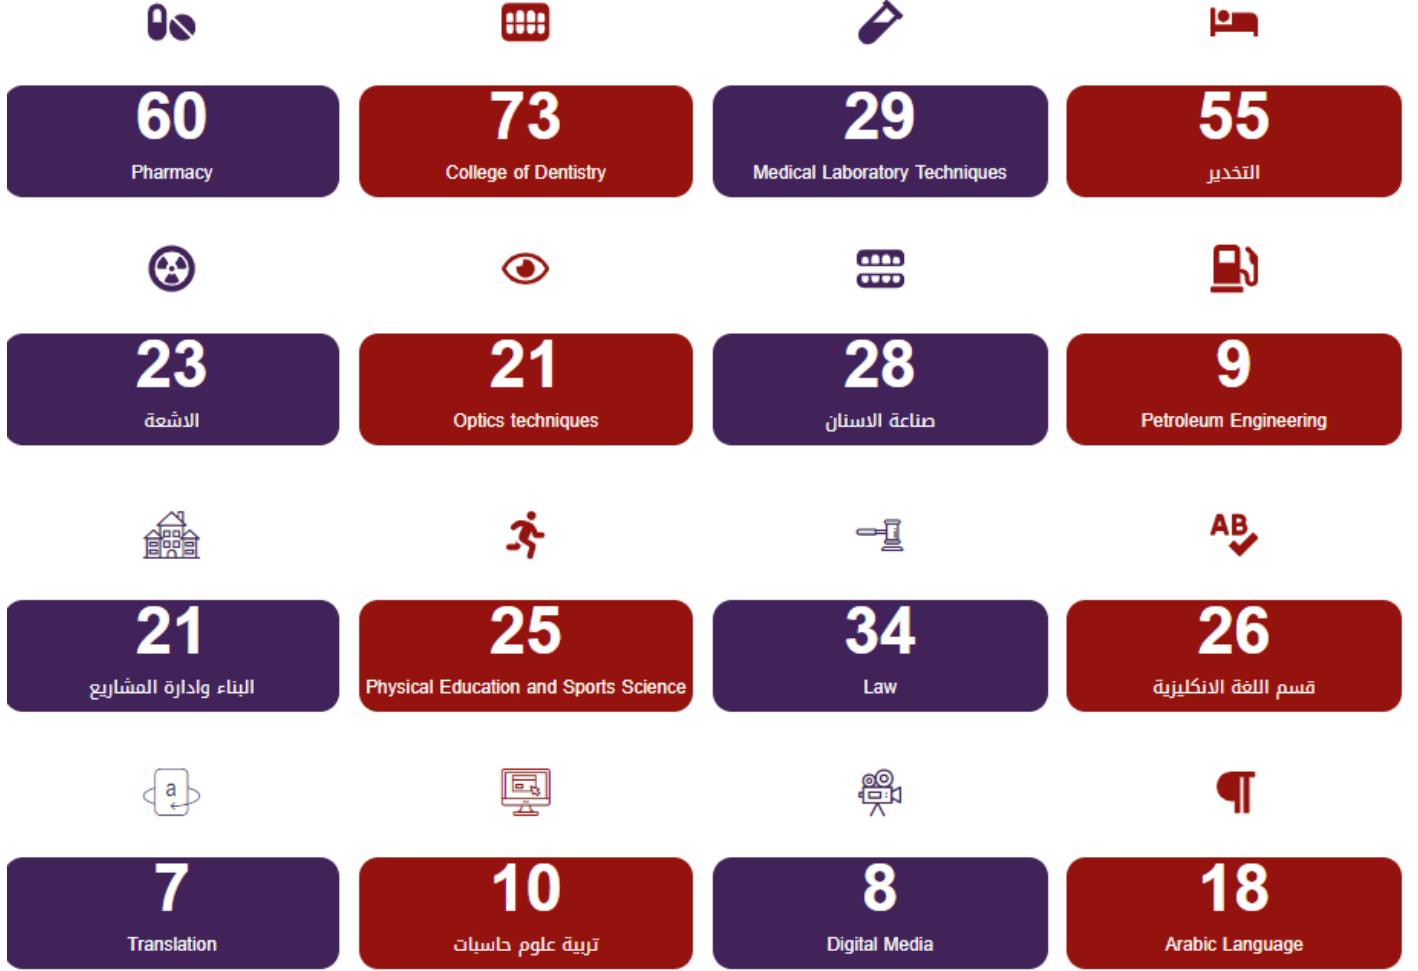 60
Pharmacy
73
College of Dentistry
29
Medical Laboratory Techniques
55
التخدير
23
الاشعة
21
Optics techniques
28
صناعة الاسنان
9
Petroleum Engineering
AB
21
البناء وادارة المشاريع
25
Physical Education and Sports Science
34
Law
26
قسم اللغة الانكليزية
a
¶
7
Translation
10
تربية علوم حاسبات
8
Digital Media
18
Arabic Language